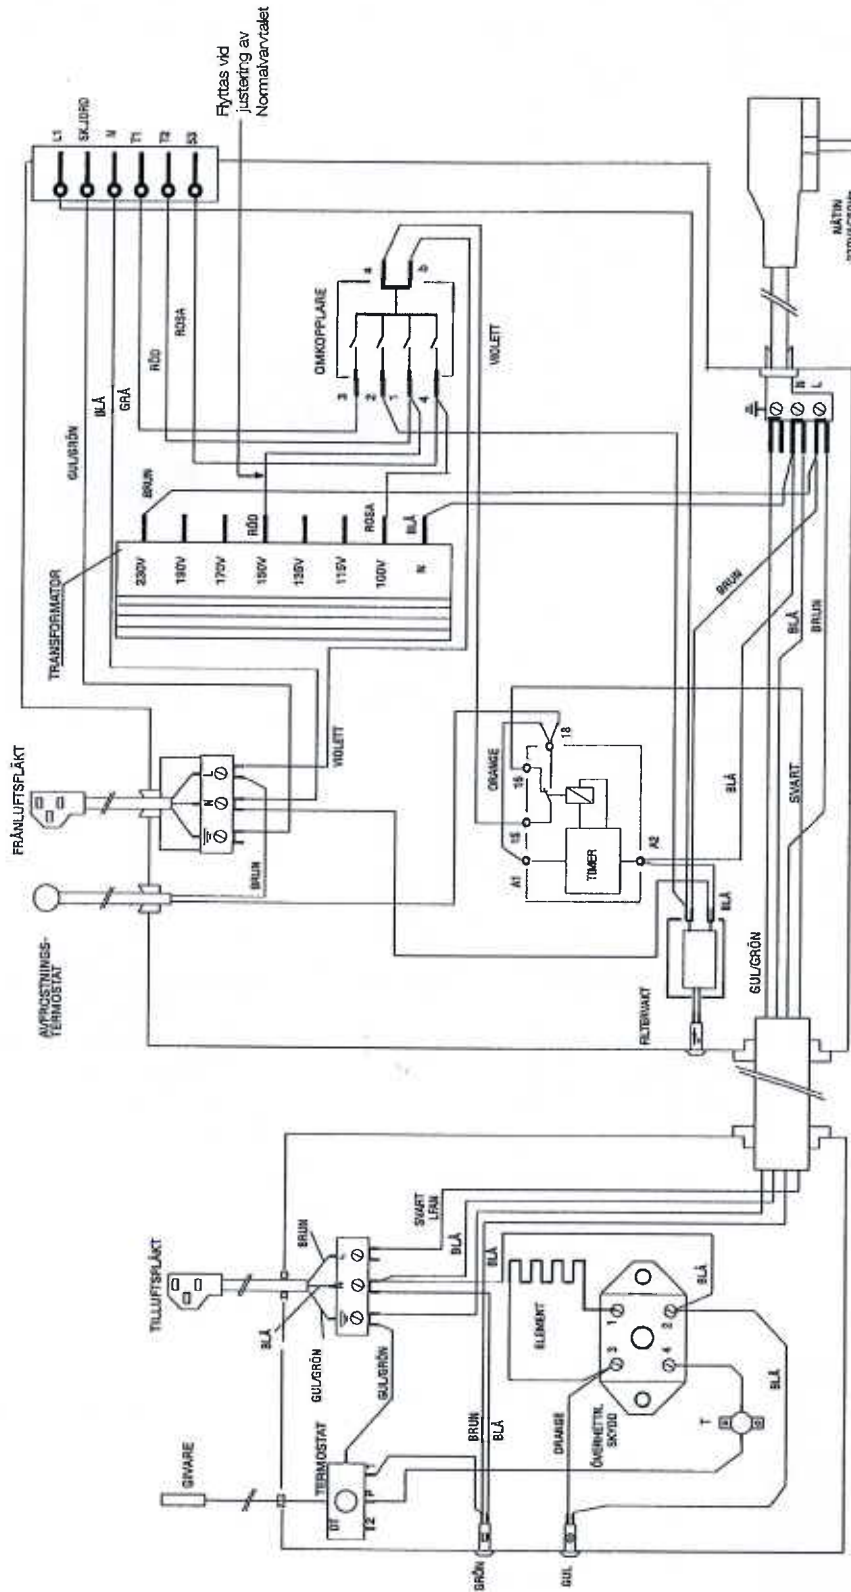 Flyttas vid
justering av
Normalvarvtalet
L1
SKJORD
N
T1
T2
S3
GUL/GRÖN
BLÅ
GRÅ
RÖD
ROSA
OMKOPPLARE
3
2
1
4
a
b
VIOLETT
TRANSFORMATOR
230V
190V
170V
150V
135V
115V
100V
N
BRUN
RÖD
ROSA
BLÅ
FRÅNLUFTSFLÄKT
L
N
VIOLETT
BRUN
AVFROSTNINGS-
TERMOSTAT
ORANGE
A1
15
16
18
A2
TIMER
BLÅ
BLÅ
SVART
BRUN
BLÅ
BRUN
N
L
NÄTIN
FILTERVAKT
GUL/GRÖN
TILLUFTSFLÄKT
BRUN
BLÅ
GUL/GRÖN
GUL/GRÖN
SVART
LFAN
BLÅ
BLÅ
GIVARE
TERMOSTAT
DT
T2
P
BRUN
BLÅ
ELEMENT
1
2
3
4
BLÅ
BLÅ
ÖVERHETTN.
SKYDD
ORANGE
T
GRÖN
GUL